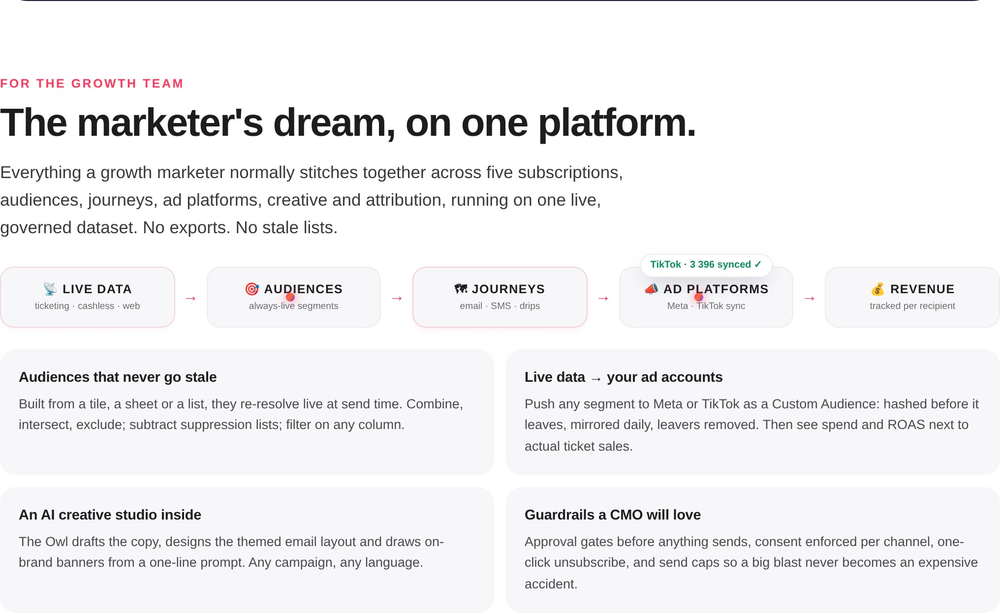 FOR THE GROWTH TEAM
The marketer's dream, on one platform.
Everything a growth marketer normally stitches together across five subscriptions,
audiences, journeys, ad platforms, creative and attribution, running on one live,
governed dataset. No exports. No stale lists.
📡 LIVE DATA
ticketing · cashless · web
→
🎯 AUDIENCES
always-live segments
→
🗺 JOURNEYS
email · SMS · drips
→
TikTok · 3 396 synced ✓
📣 AD PLATFORMS
Meta · TikTok sync
→
💰 REVENUE
tracked per recipient
Audiences that never go stale
Built from a tile, a sheet or a list, they re-resolve live at send time. Combine,
intersect, exclude; subtract suppression lists; filter on any column.
Live data → your ad accounts
Push any segment to Meta or TikTok as a Custom Audience: hashed before it
leaves, mirrored daily, leavers removed. Then see spend and ROAS next to
actual ticket sales.
An AI creative studio inside
The Owl drafts the copy, designs the themed email layout and draws on-
brand banners from a one-line prompt. Any campaign, any language.
Guardrails a CMO will love
Approval gates before anything sends, consent enforced per channel, one-
click unsubscribe, and send caps so a big blast never becomes an expensive
accident.